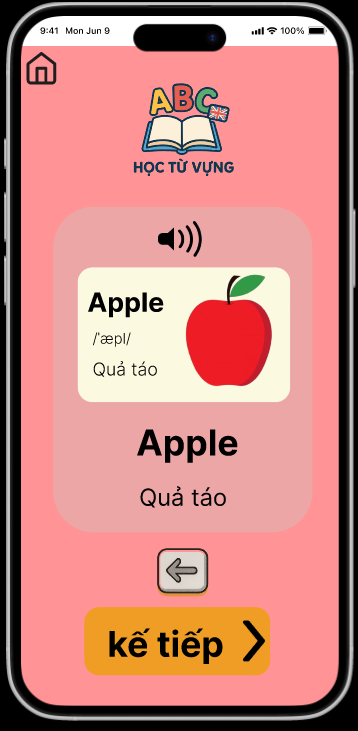 9:41 Mon Jun 9 100%
ABC
HỌC TỪ VỰNG
Apple
/'æpl/
Quả táo
Apple
Quả táo
kế tiếp